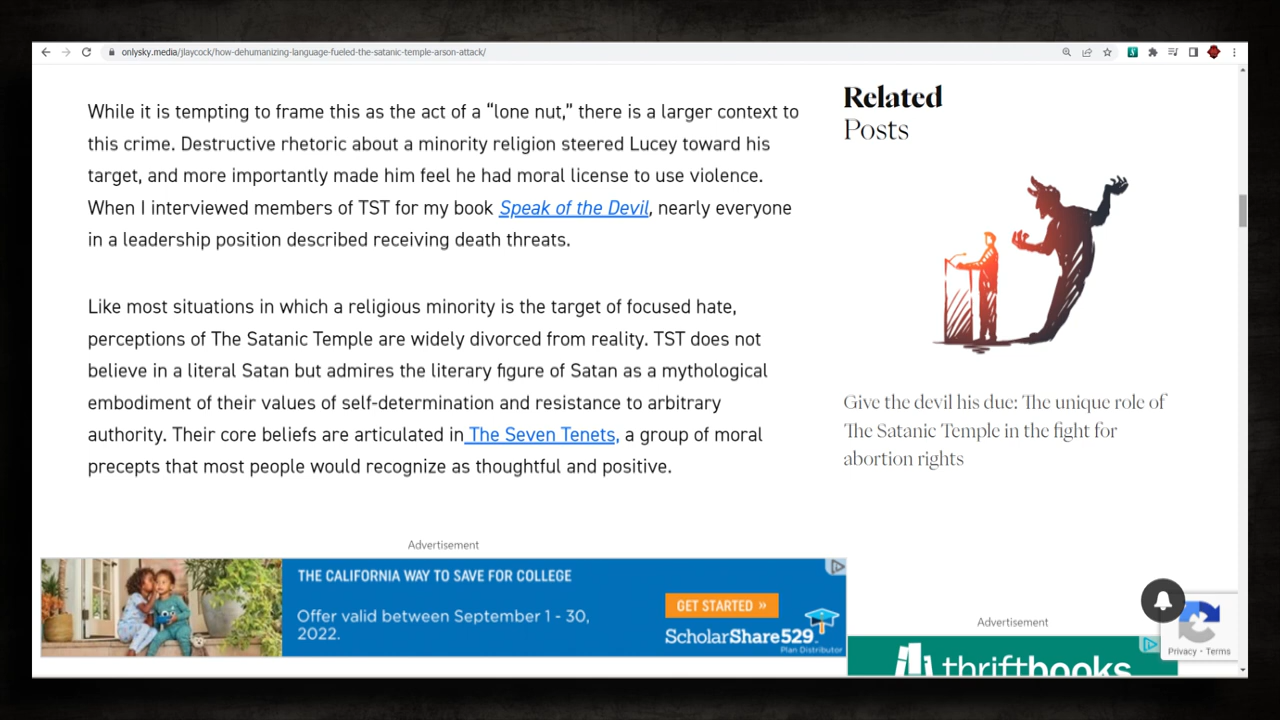 onlysky.media/jlaycock/how-dehumanizing-language-fueled-the-satanic-temple-arson-attack/
While it is tempting to frame this as the act of a “lone nut,” there is a larger context to
this crime. Destructive rhetoric about a minority religion steered Lucey toward his
target, and more importantly made him feel he had moral license to use violence.
When I interviewed members of TST for my book Speak of the Devil, nearly everyone
in a leadership position described receiving death threats.
Like most situations in which a religious minority is the target of focused hate,
perceptions of The Satanic Temple are widely divorced from reality. TST does not
believe in a literal Satan but admires the literary figure of Satan as a mythological
embodiment of their values of self-determination and resistance to arbitrary
authority. Their core beliefs are articulated in The Seven Tenets, a group of moral
precepts that most people would recognize as thoughtful and positive.
Related
Posts
Give the devil his due: The unique role of
The Satanic Temple in the fight for
abortion rights
Advertisement
THE CALIFORNIA WAY TO SAVE FOR COLLEGE
Offer valid between September 1 - 30,
2022.
GET STARTED »
ScholarShare529
Plan Distributor
Advertisement
thriftbooks
Privacy - Terms